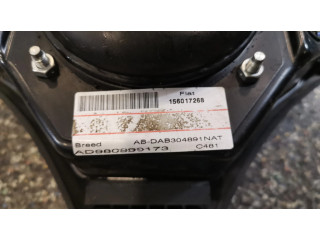 Fiat
156017268
Breed
AB-DAB304891NAT
AD980899173
C481